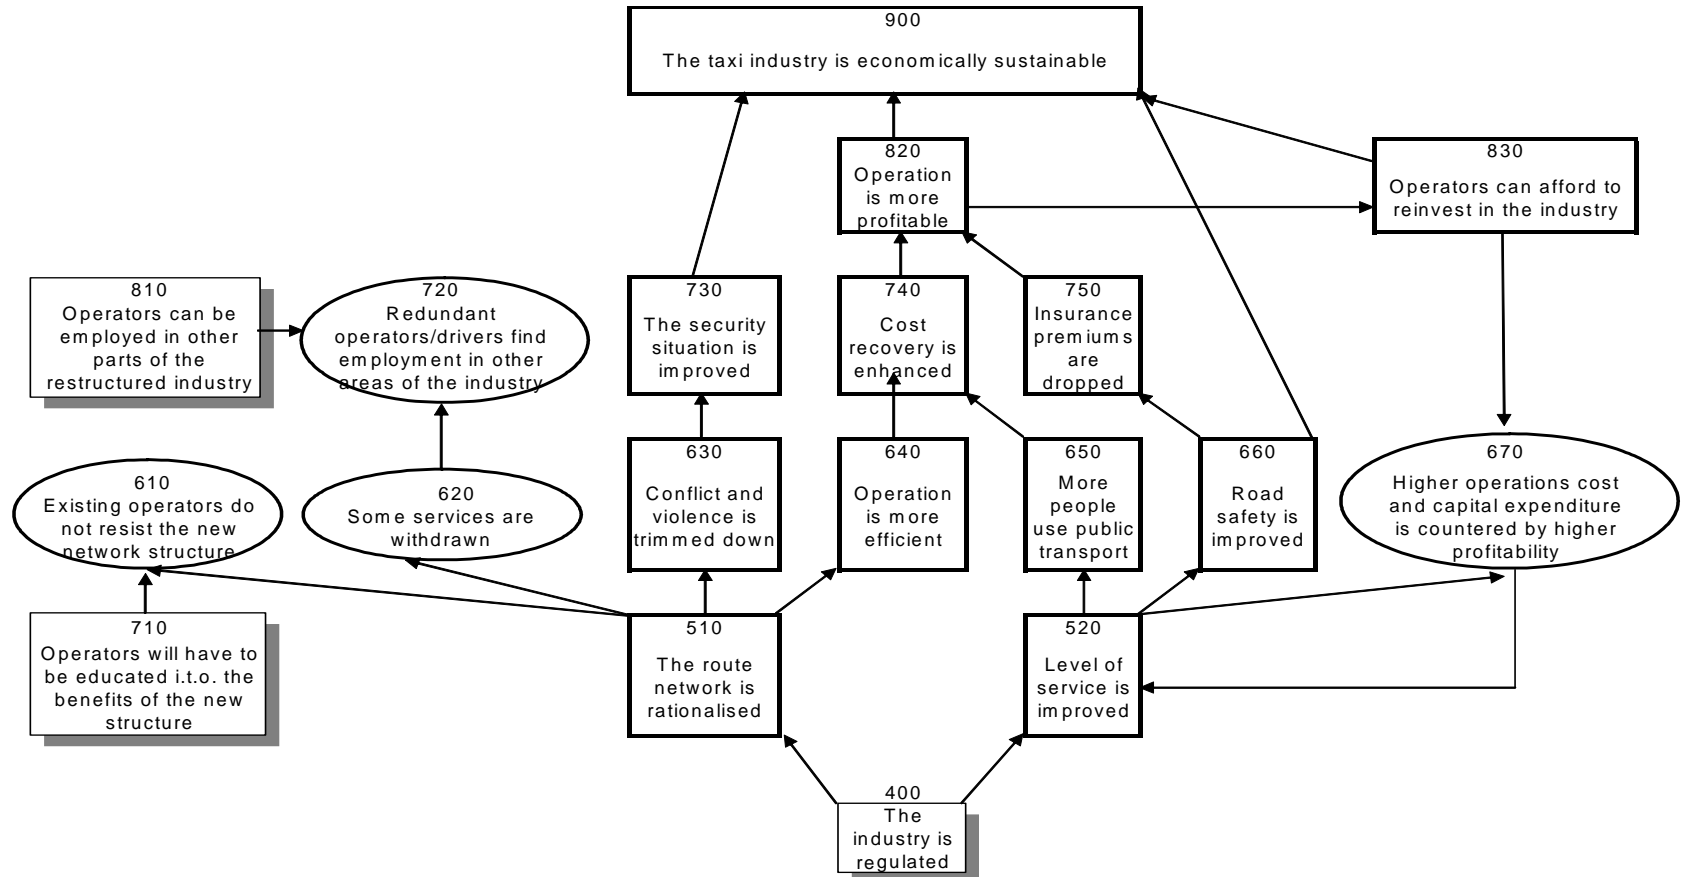 900
The taxi industry is economically sustainable
820
Operation
is more
profitable
830
Operators can afford to
reinvest in the industry
810
Operators can be
employed in other
parts of the
restructured industry
720
Redundant
operators/drivers find
employment in other
areas of the industry
730
The security
situation is
improved
740
Cost
recovery is
enhanced
750
Insurance
premiums
are
dropped
610
Existing operators do
not resist the new
network structure
620
Some services are
withdrawn
630
Conflict and
violence is
trimmed down
640
Operation
is more
efficient
650
More
people
use public
transport
660
Road
safety is
improved
670
Higher operations cost
and capital expenditure
is countered by higher
profitability
710
Operators will have to
be educated i.t.o. the
benefits of the new
structure
510
The route
network is
rationalised
520
Level of
service is
improved
400
The
industry is
regulated